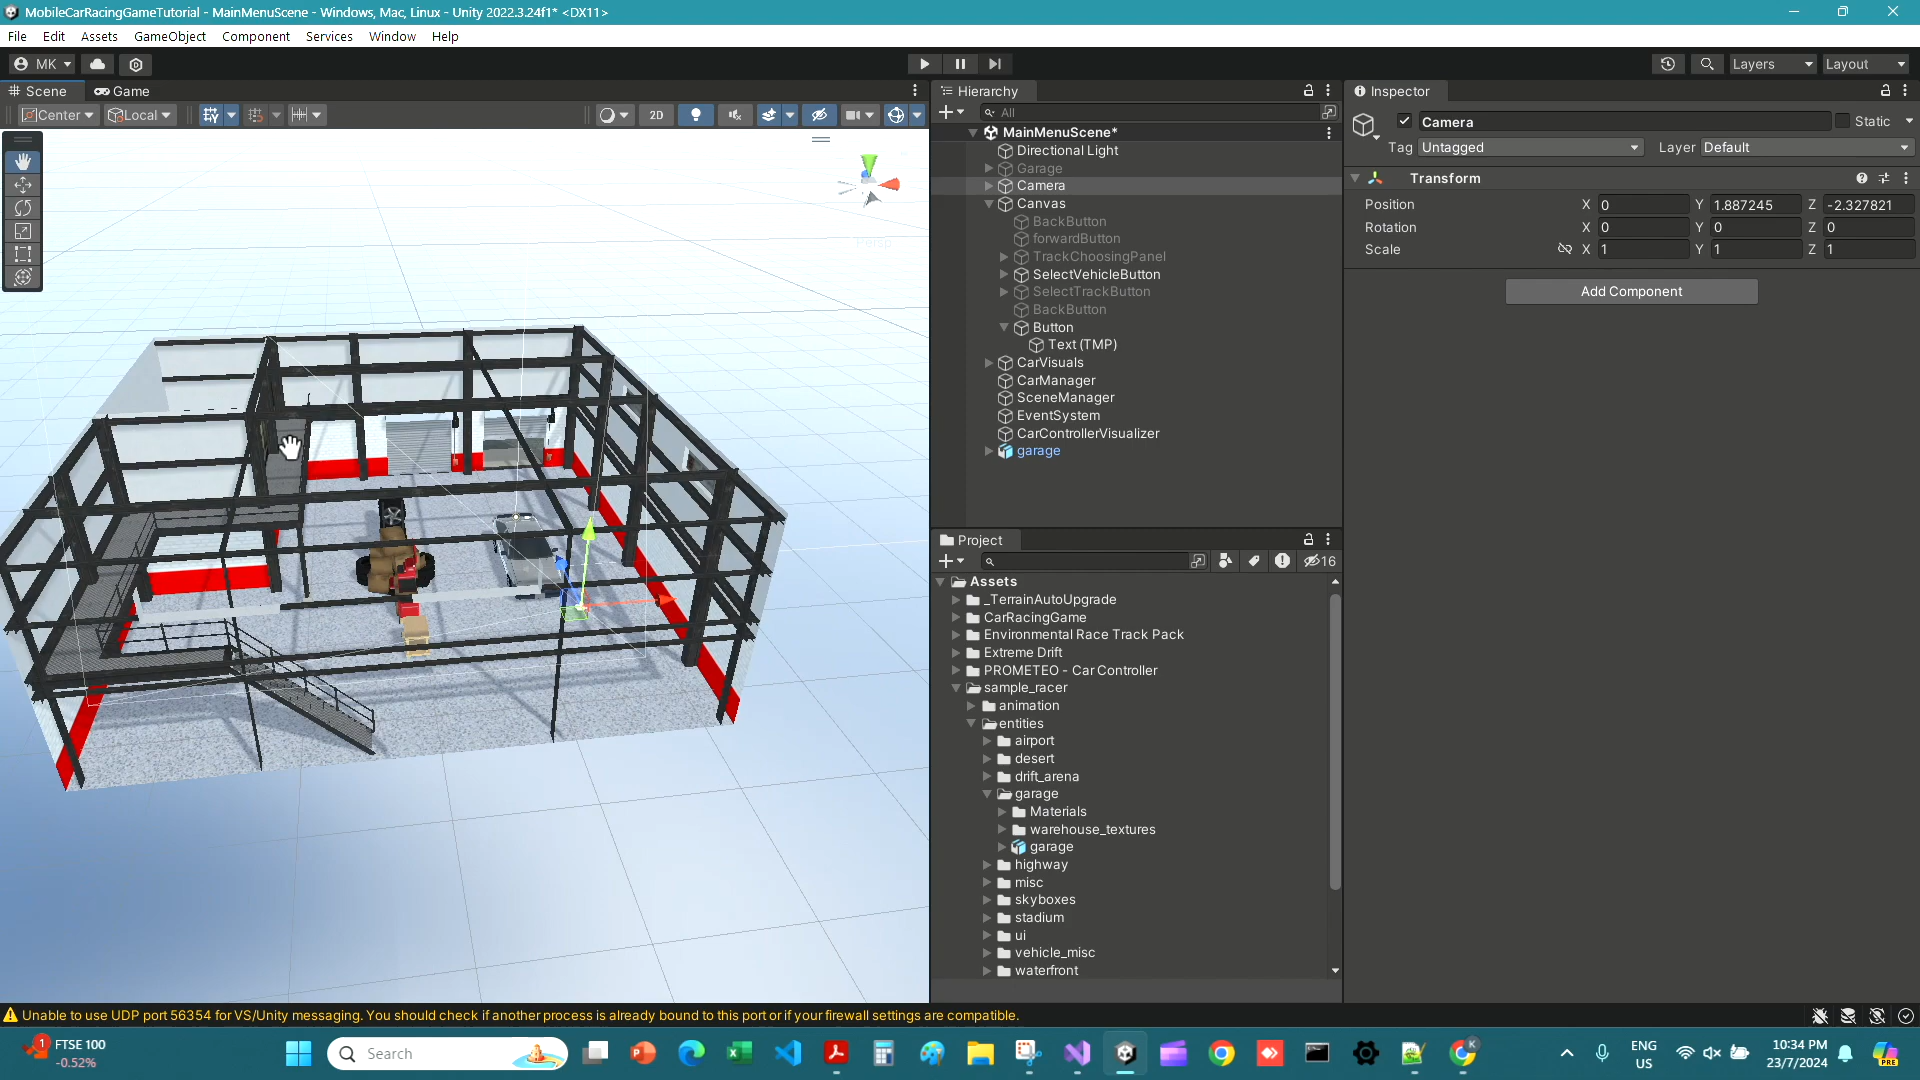 MobileCarRacingGameTutorial - MainMenuScene - Windows, Mac, Linux - Unity 2022.3.24f1* <DX11>
File Edit Assets GameObject Component Services Window Help
MK
Layers Layout
Scene Game
Center Local 2D
Persp
Hierarchy
All
MainMenuScene*
Directional Light
Garage
Camera
Canvas
BackButton
forwardButton
TrackChoosingPanel
SelectVehicleButton
SelectTrackButton
BackButton
Button
Text (TMP)
CarVisuals
CarManager
SceneManager
EventSystem
CarControllerVisualizer
garage
Project
16
Assets
_TerrainAutoUpgrade
CarRacingGame
Environmental Race Track Pack
Extreme Drift
PROMETEO - Car Controller
sample_racer
animation
entities
airport
desert
drift_arena
garage
Materials
warehouse_textures
garage
highway
misc
skyboxes
stadium
ui
vehicle_misc
waterfront
Inspector
Camera Static
Tag Untagged Layer Default
Transform
Position X 0 Y 1.887245 Z -2.327821
Rotation X 0 Y 0 Z 0
Scale X 1 Y 1 Z 1
Add Component
Unable to use UDP port 56354 for VS/Unity messaging. You should check if another process is already bound to this port or if your firewall settings are compatible.
1
FTSE 100
-0.52%
Search
K
ENG
US
10:34 PM
23/7/2024
PRE